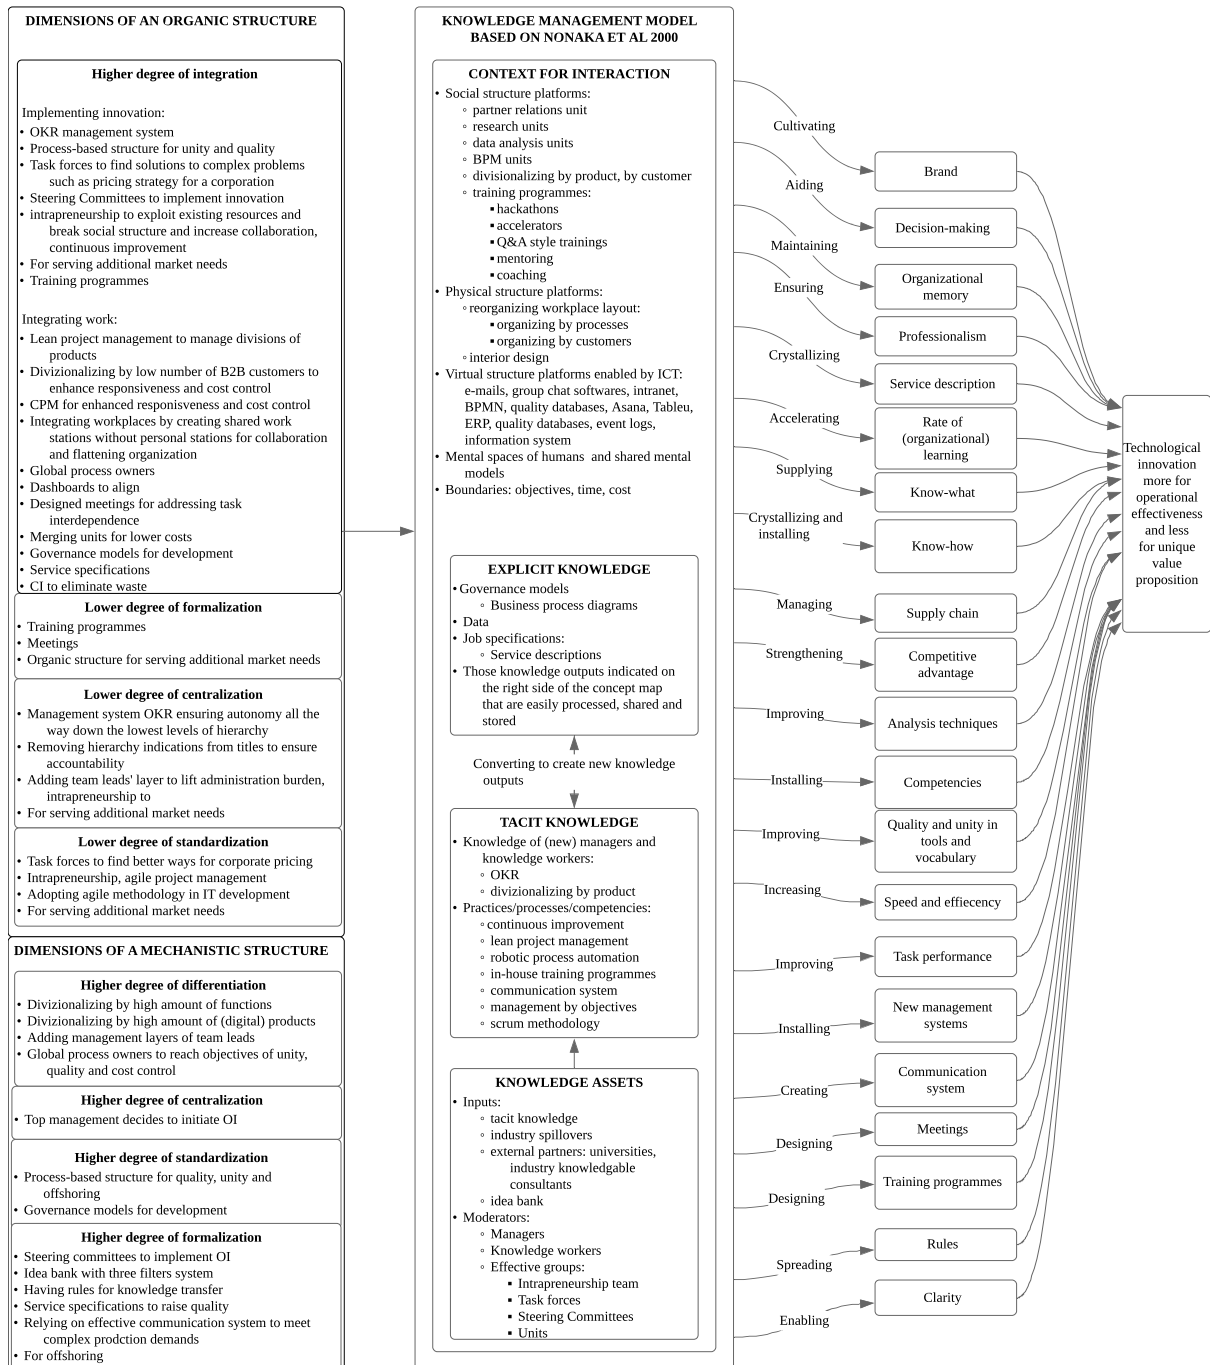 DIMENSIONS OF AN ORGANIC STRUCTURE
Higher degree of integration
Implementing innovation:
• OKR management system
• Process-based structure for unity and quality
• Task forces to find solutions to complex problems
such as pricing strategy for a corporation
• Steering Committees to implement innovation
• intrapreneurship to exploit existing resources and
break social structure and increase collaboration,
continuous improvement
• For serving additional market needs
• Training programmes
Integrating work:
• Lean project management to manage divisions of
products
• Divizionalizing by low number of B2B customers to
enhance responsiveness and cost control
• CPM for enhanced responisveness and cost control
• Integrating workplaces by creating shared work
stations without personal stations for collaboration
and flattening organization
• Global process owners
• Dashboards to align
• Designed meetings for addressing task
interdependence
• Merging units for lower costs
• Governance models for development
• Service specifications
• CI to eliminate waste
Lower degree of formalization
• Training programmes
• Meetings
• Organic structure for serving additional market needs
Lower degree of centralization
• Management system OKR ensuring autonomy all the
way down the lowest levels of hierarchy
• Removing hierarchy indications from titles to ensure
accountability
• Adding team leads' layer to lift administration burden,
intrapreneurship to
• For serving additional market needs
Lower degree of standardization
• Task forces to find better ways for corporate pricing
• Intrapreneurship, agile project management
• Adopting agile methodology in IT development
• For serving additional market needs
DIMENSIONS OF A MECHANISTIC STRUCTURE
Higher degree of differentiation
• Divizionalizing by high amount of functions
• Divizionalizing by high amount of (digital) products
• Adding management layers of team leads
• Global process owners to reach objectives of unity,
quality and cost control
Higher degree of centralization
• Top management decides to initiate OI
Higher degree of standardization
• Process-based structure for quality, unity and
offshoring
• Governance models for development
Higher degree of formalization
• Steering committees to implement OI
• Idea bank with three filters system
• Having rules for knowledge transfer
• Service specifications to raise quality
• Relying on effective communication system to meet
complex prodction demands
• For offshoring
KNOWLEDGE MANAGEMENT MODEL
BASED ON NONAKA ET AL 2000
CONTEXT FOR INTERACTION
• Social structure platforms:
◦ partner relations unit
◦ research units
◦ data analysis units
◦ BPM units
◦ divisionalizing by product, by customer
◦ training programmes:
▪ hackathons
▪ accelerators
▪ Q&A style trainings
▪ mentoring
▪ coaching
• Physical structure platforms:
◦ reorganizing workplace layout:
▪ organizing by processes
▪ organizing by customers
◦ interior design
• Virtual structure platforms enabled by ICT:
e-mails, group chat softwares, intranet,
BPMN, quality databases, Asana, Tableu,
ERP, quality databases, event logs,
information system
• Mental spaces of humans and shared mental
models
• Boundaries: objectives, time, cost
EXPLICIT KNOWLEDGE
• Governance models
◦ Business process diagrams
• Data
• Job specifications:
◦ Service descriptions
• Those knowledge outputs indicated on
the right side of the concept map
that are easily processed, shared and
stored
Converting to create new knowledge
outputs
TACIT KNOWLEDGE
• Knowledge of (new) managers and
knowledge workers:
◦ OKR
◦ divizionalizing by product
• Practices/processes/competencies:
◦ continuous improvement
◦ lean project management
◦ robotic process automation
◦ in-house training programmes
◦ communication system
◦ management by objectives
◦ scrum methodology
KNOWLEDGE ASSETS
• Inputs:
◦ tacit knowledge
◦ industry spillovers
◦ external partners: universities,
industry knowledgable
consultants
◦ idea bank
• Moderators:
◦ Managers
◦ Knowledge workers
◦ Effective groups:
▪ Intrapreneurship team
▪ Task forces
▪ Steering Committees
▪ Units
Cultivating
Brand
Aiding
Decision-making
Maintaining
Organizational
memory
Ensuring
Professionalism
Crystallizing
Service description
Accelerating
Rate of
(organizational)
learning
Supplying
Know-what
Crystallizing and
installing
Know-how
Managing
Supply chain
Strengthening
Competitive
advantage
Improving
Analysis techniques
Installing
Competencies
Improving
Quality and unity in
tools and
vocabulary
Increasing
Speed and effiecency
Improving
Task performance
Installing
New management
systems
Creating
Communication
system
Designing
Meetings
Designing
Training programmes
Spreading
Rules
Enabling
Clarity
Technological
innovation
more for
operational
effectiveness
and less
for unique
value
proposition